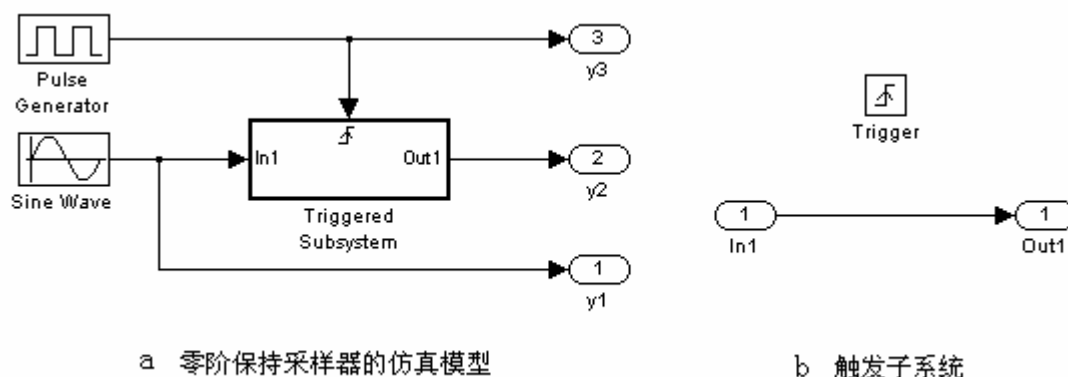 3
y3
Pulse
Generator
Trigger
In1
Out1
2
y2
Sine Wave
Triggered
Subsystem
1
In1
1
Out1
1
y1
a 零阶保持采样器的仿真模型
b 触发子系统